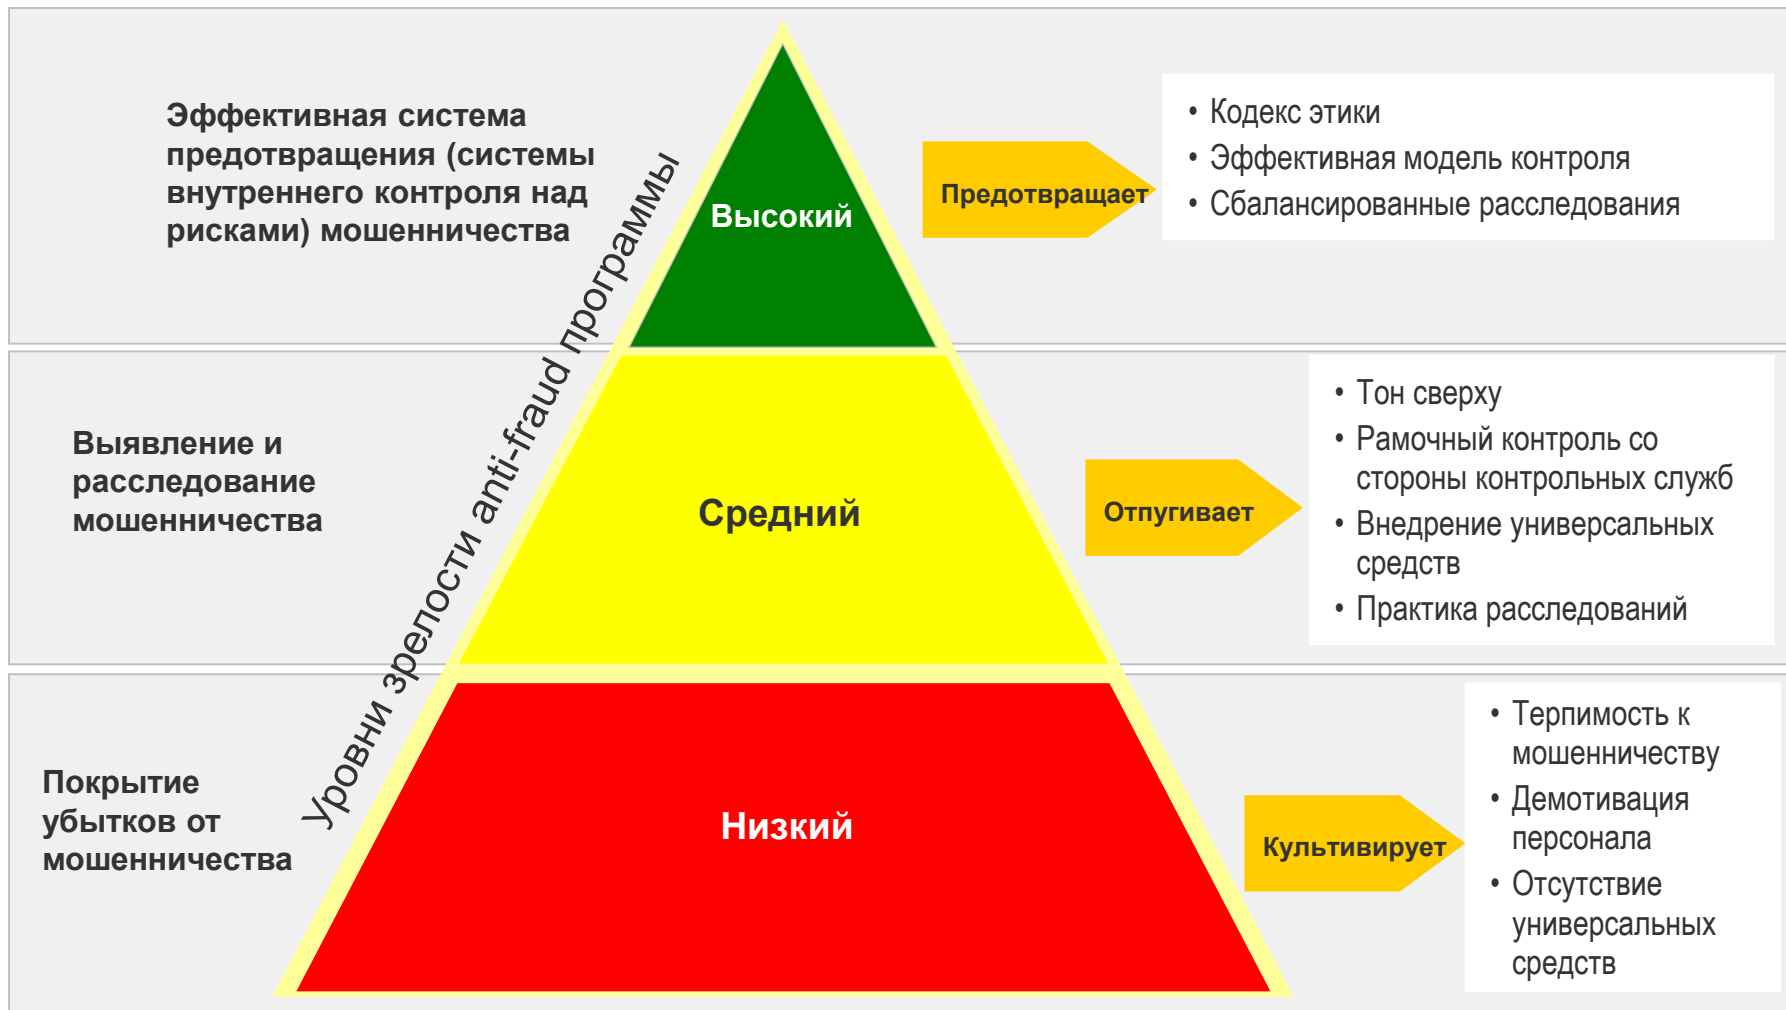 Эффективная система
предотвращения (системы
внутреннего контроля над
рисками) мошенничества
Высокий
Предотвращает
• Кодекс этики
• Эффективная модель контроля
• Сбалансированные расследования
Уровни зрелости anti-fraud программы
Выявление и
расследование
мошенничества
Средний
Отпугивает
• Тон сверху
• Рамочный контроль со
стороны контрольных служб
• Внедрение универсальных
средств
• Практика расследований
Покрытие
убытков от
мошенничества
Низкий
Культивирует
• Терпимость к
мошенничеству
• Демотивация
персонала
• Отсутствие
универсальных
средств